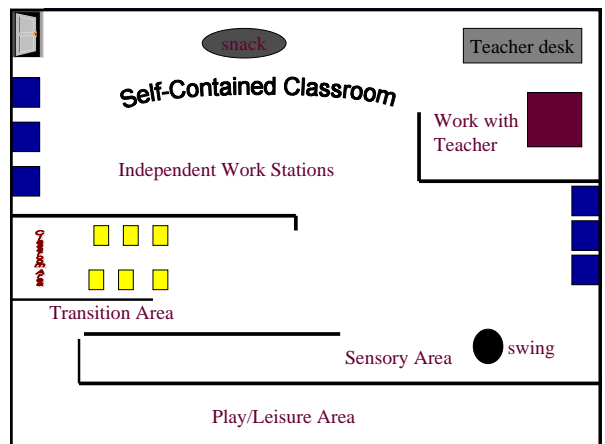 snack
Teacher desk
Self-Contained Classroom
Work with
Teacher
Independent Work Stations
Transition Area
Sensory Area
swing
Play/Leisure Area